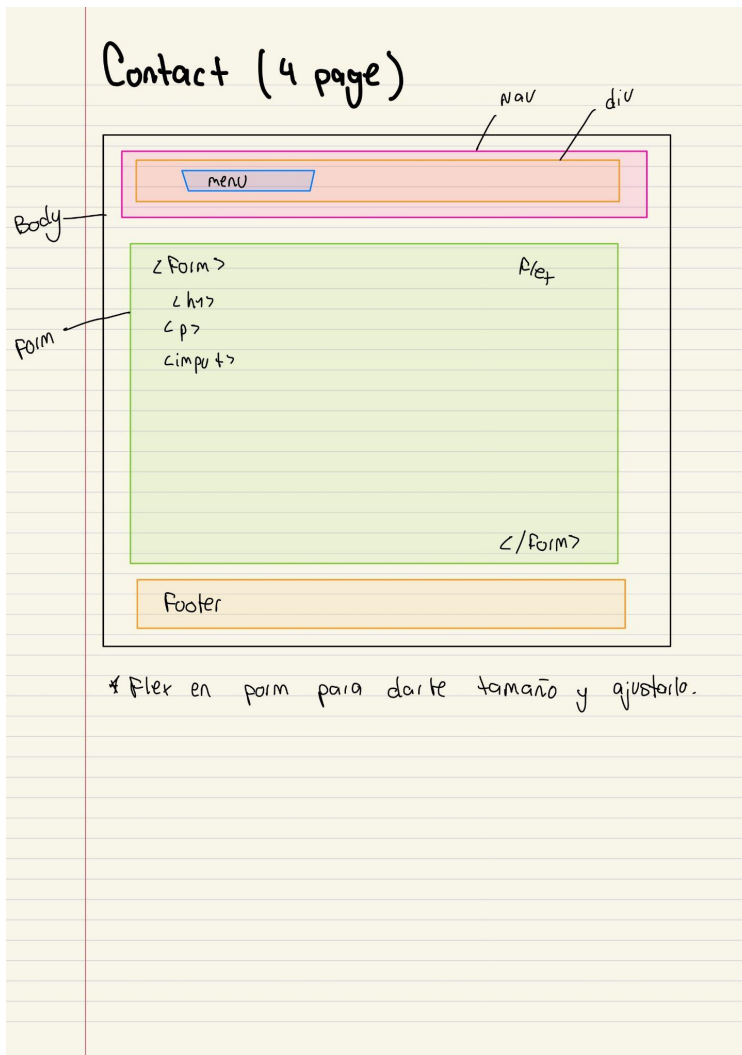 Contact (4 page)
Nav
div
menu
Body
<Form>
Flex
<h1>
<p>
<imput>
Form
</Form>
Footer
* Flex en porm para darle tamaño y ajustarlo.